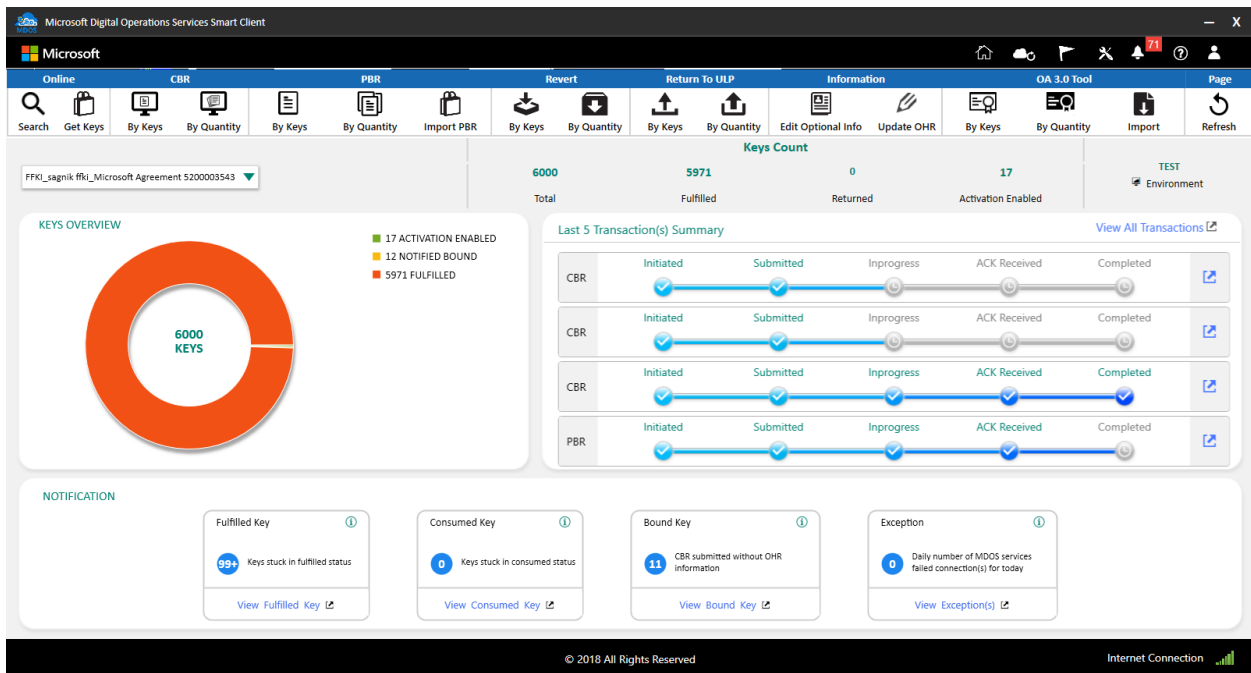 MDOS
Microsoft Digital Operations Services Smart Client
X
Microsoft
71
Online CBR PBR Revert Return To ULP Information OA 3.0 Tool Page
Search Get Keys By Keys By Quantity By Keys By Quantity Import PBR By Keys By Quantity By Keys By Quantity Edit Optional Info Update OHR By Keys By Quantity Import Refresh
Keys Count
FFKI_sagnik ffki_Microsoft Agreement 5200003543
6000 5971 0 17
Total Fulfilled Returned Activation Enabled
TEST
Environment
KEYS OVERVIEW
17 ACTIVATION ENABLED
12 NOTIFIED BOUND
5971 FULFILLED
6000
KEYS
Last 5 Transaction(s) Summary
View All Transactions
CBR Initiated Submitted Inprogress ACK Received Completed
CBR Initiated Submitted Inprogress ACK Received Completed
CBR Initiated Submitted Inprogress ACK Received Completed
PBR Initiated Submitted Inprogress ACK Received Completed
NOTIFICATION
Fulfilled Key
99+ Keys stuck in fulfilled status
View Fulfilled Key
Consumed Key
0 Keys stuck in consumed status
View Consumed Key
Bound Key
11 CBR submitted without OHR
information
View Bound Key
Exception
0 Daily number of MDOS services
failed connection(s) for today
View Exception(s)
© 2018 All Rights Reserved
Internet Connection